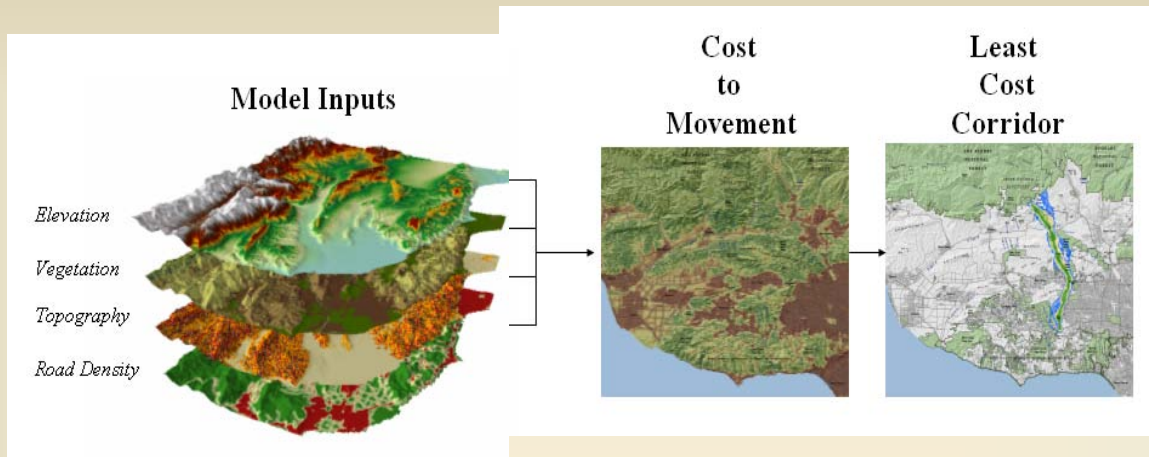 Model Inputs
Elevation
Vegetation
Topography
Road Density
Cost
to
Movement
Least
Cost
Corridor